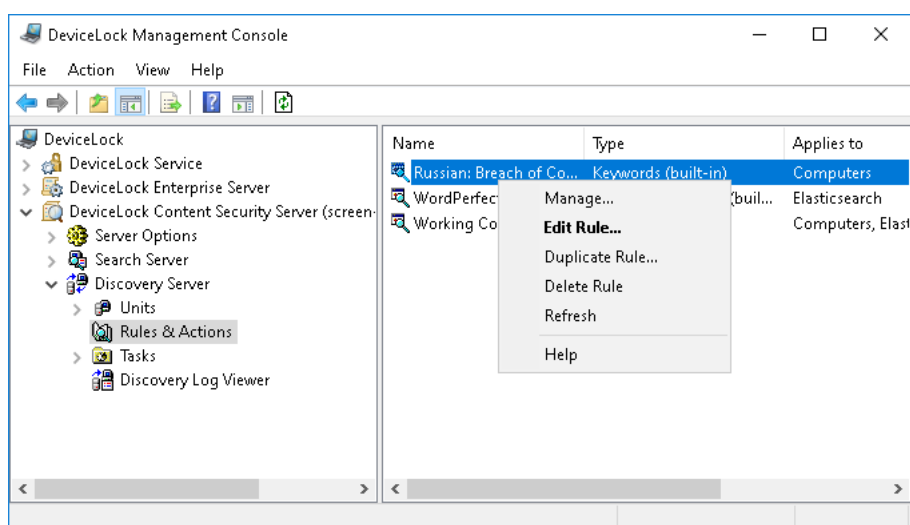 DeviceLock Management Console
File Action View Help
DeviceLock
DeviceLock Service
DeviceLock Enterprise Server
DeviceLock Content Security Server (screen-
Server Options
Search Server
Discovery Server
Units
Rules & Actions
Tasks
Discovery Log Viewer
Name Type Applies to
Russian: Breach of Co... Keywords (built-in) Computers
WordPerfec (buil... Elasticsearch
Working Co Computers, Elast
Manage...
Edit Rule...
Duplicate Rule...
Delete Rule
Refresh
Help